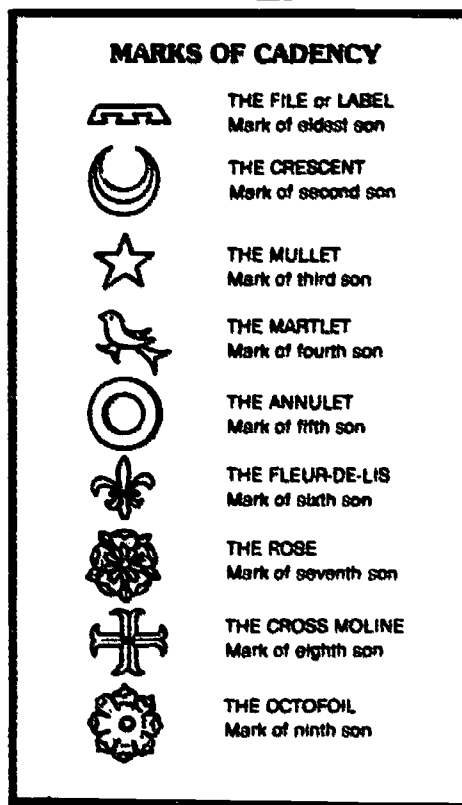 MARKS OF CADENCY
THE FILE or LABEL
Mark of eldest son
THE CRESCENT
Mark of second son
THE MULLET
Mark of third son
THE MARTLET
Mark of fourth son
THE ANNULET
Mark of fifth son
THE FLEUR-DE-LIS
Mark of sixth son
THE ROSE
Mark of seventh son
THE CROSS MOLINE
Mark of eighth son
THE OCTOFOIL
Mark of ninth son